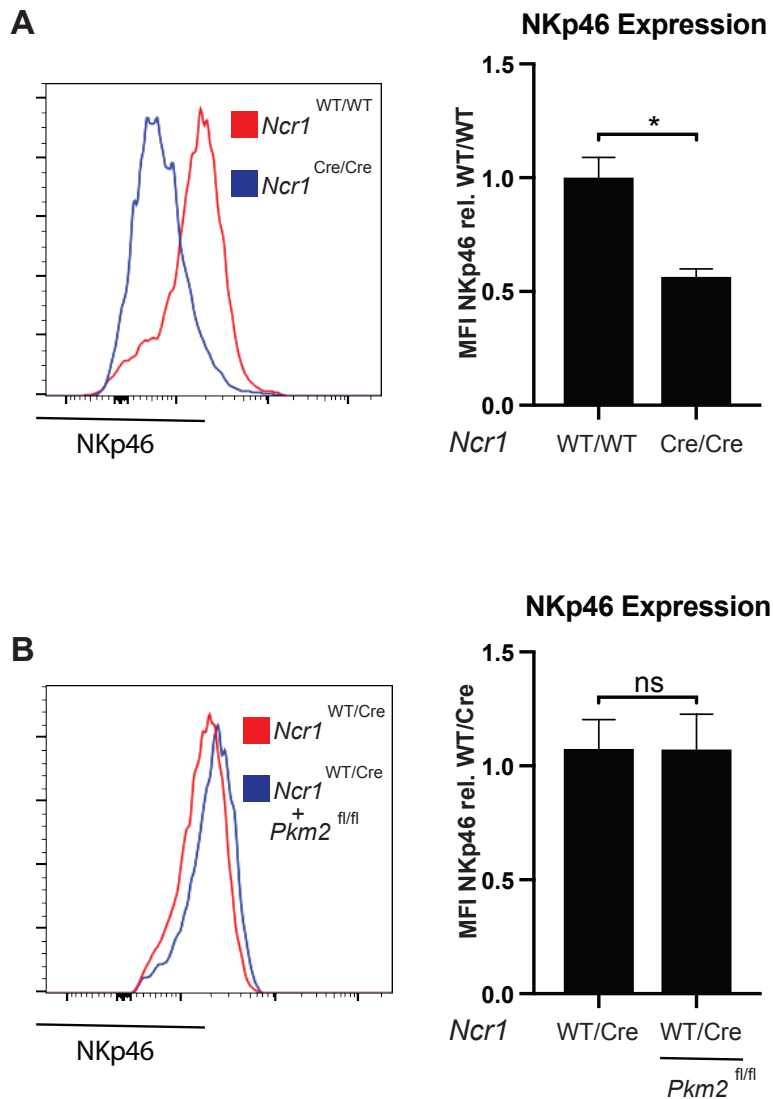 A
NKp46 Expression
Ncr1 WT/WT
Ncr1 Cre/Cre
NKp46
1.5
1.0
0.5
0.0
MFI NKp46 rel. WT/WT
*
Ncr1 WT/WT Cre/Cre
B
NKp46 Expression
Ncr1 WT/Cre
Ncr1 WT/Cre
+
Pkm2 fl/fl
NKp46
1.5
1.0
0.5
0.0
MFI NKp46 rel. WT/Cre
ns
Ncr1 WT/Cre WT/Cre
Pkm2 fl/fl